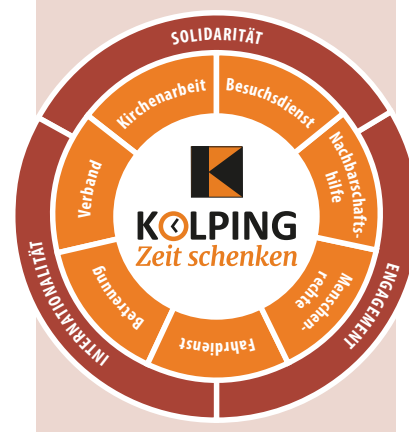 SOLIDARITÄT
Kirchenarbeit
Besuchsdienst
Nachbarschafts-
hilfe
Verband
KOLPING
Zeit schenken
Menschen-
rechte
Betreuung
Fahrdienst
INTERNATIONALITÄT
ENGAGEMENT